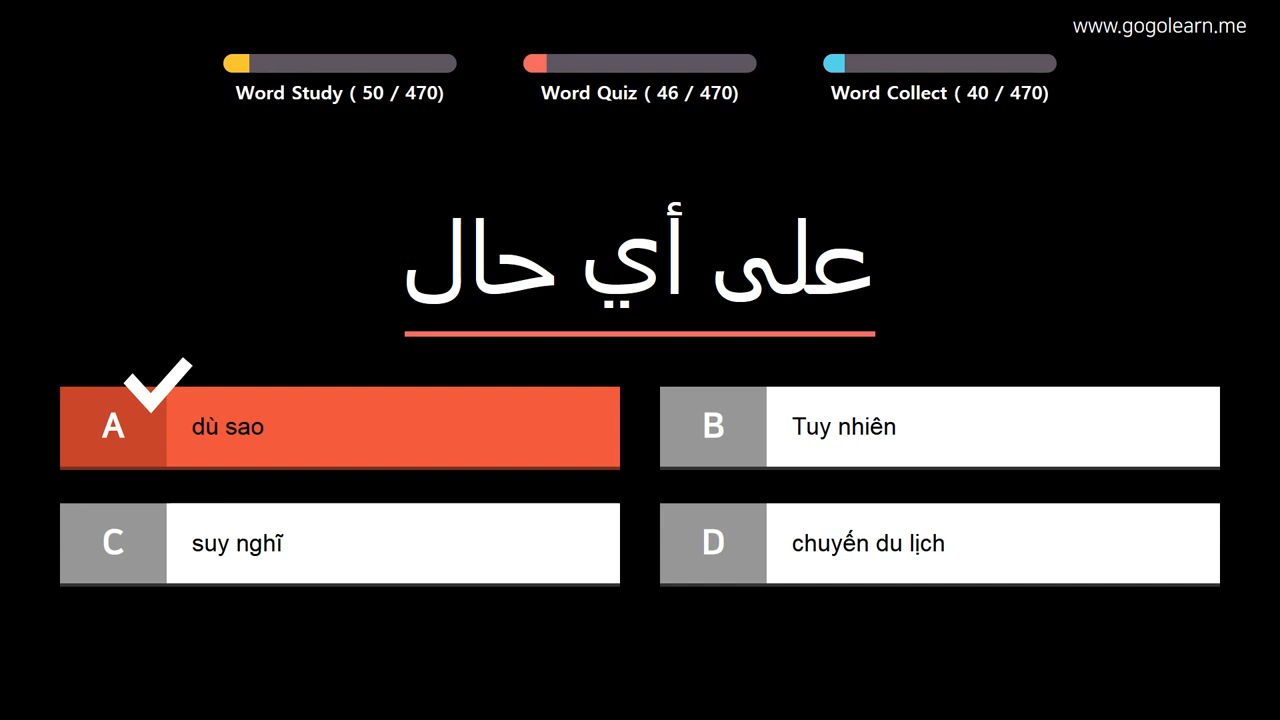 www.gogolearn.me
Word Study ( 50 / 470)
Word Quiz ( 46 / 470)
Word Collect ( 40 / 470)
على أي حال
A dù sao
B Tuy nhiên
C suy nghĩ
D chuyến du lịch